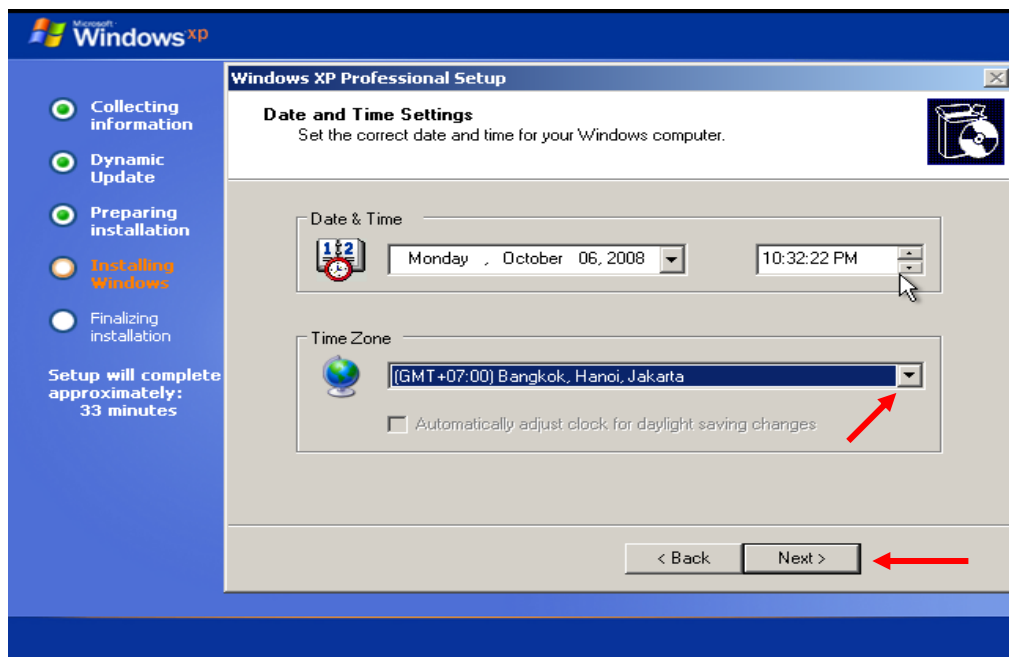 Microsoft
Windows xp
Collecting
information
Dynamic
Update
Preparing
installation
Installing
Windows
Finalizing
installation
Setup will complete
approximately:
33 minutes
Windows XP Professional Setup
Date and Time Settings
Set the correct date and time for your Windows computer.
Date & Time
1 2
Monday , October 06, 2008
10:32:22 PM
Time Zone
(GMT+07:00) Bangkok, Hanoi, Jakarta
Automatically adjust clock for daylight saving changes
< Back
Next >